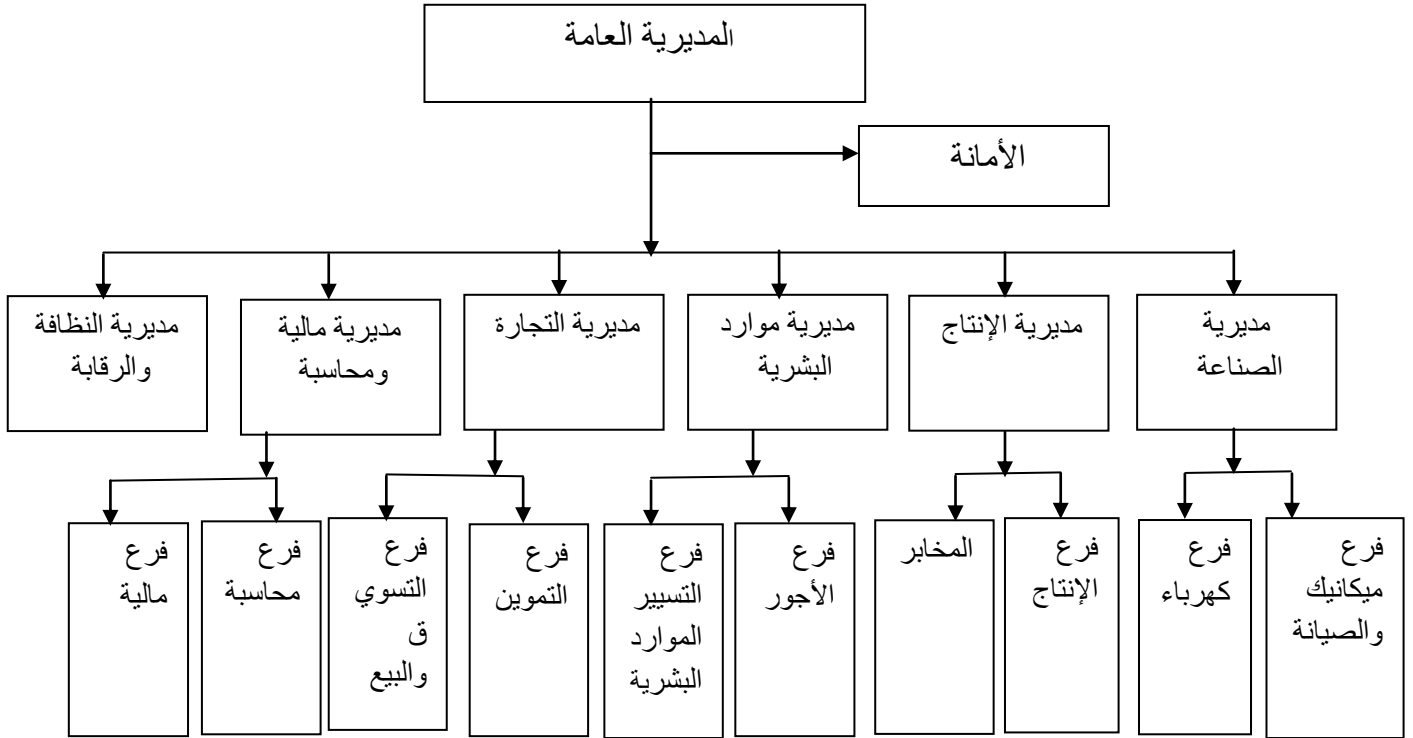 المديرية العامة
الأمانة
مديرية
الصناعة
مديرية الإنتاج
مديرية موارد
البشرية
مديرية التجارة
مديرية مالية
ومحاسبة
مديرية النظافة
والرقابة
فرع
ميكانيك
والصيانة
فرع
كهرباء
فرع
الإنتاج
المخابر
فرع
الأجور
فرع
التسيير
الموارد
البشرية
فرع
التموين
فرع
التسوي
ق
والبيع
فرع
محاسبة
فرع
مالية